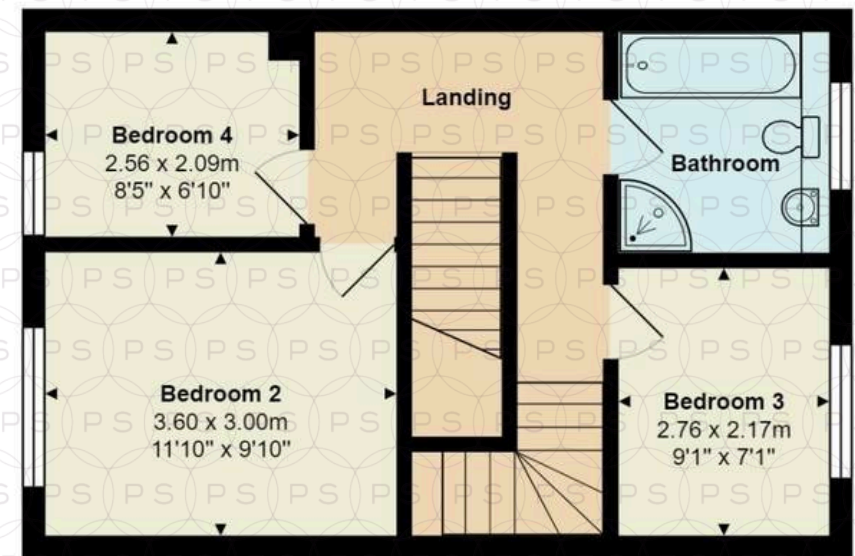 Landing
Bedroom 4
2.56 x 2.09m
8'5" x 6'10"
Bathroom
Bedroom 2
3.60 x 3.00m
11'10" x 9'10"
Bedroom 3
2.76 x 2.17m
9'1" x 7'1"